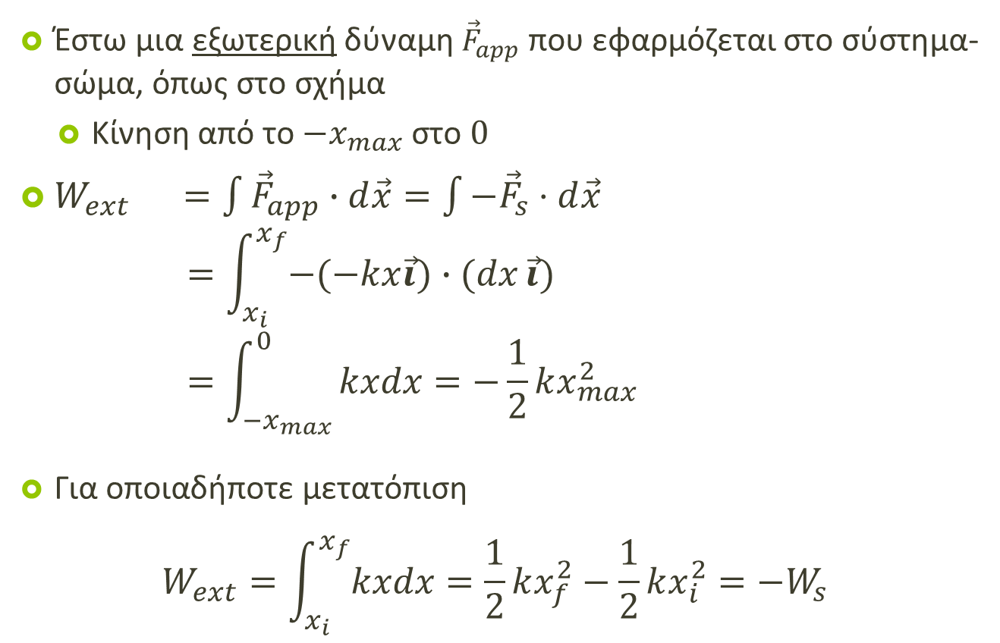 Έστω μια εξωτερική δύναμη $\vec{F}_{app}$ που εφαρμόζεται στο σύστημα-
σώμα, όπως στο σχήμα
Κίνηση από το $-x_{max}$ στο $0$
$W_{ext} = \int \vec{F}_{app} \cdot d\vec{x} = \int -\vec{F}_s \cdot d\vec{x}$
$= \int_{x_i}^{x_f} -(-kx\vec{\boldsymbol{\imath}}) \cdot (dx\,\vec{\boldsymbol{\imath}})$
$= \int_{-x_{max}}^{0} kxdx = -\frac{1}{2}kx_{max}^2$
Για οποιαδήποτε μετατόπιση
$W_{ext} = \int_{x_i}^{x_f} kxdx = \frac{1}{2}kx_f^2 - \frac{1}{2}kx_i^2 = -W_s$